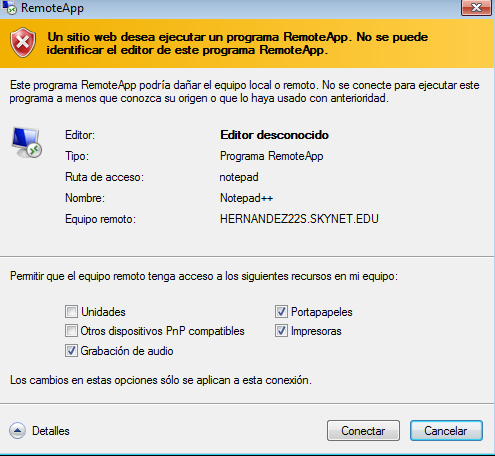 RemoteApp
Un sitio web desea ejecutar un programa RemoteApp. No se puede
identificar el editor de este programa RemoteApp.
Este programa RemoteApp podría dañar el equipo local o remoto. No se conecte para ejecutar este
programa a menos que conozca su origen o que lo haya usado con anterioridad.
Editor: Editor desconocido
Tipo: Programa RemoteApp
Ruta de acceso: notepad
Nombre: Notepad++
Equipo remoto: HERNANDEZ22S.SKYNET.EDU
Permitir que el equipo remoto tenga acceso a los siguientes recursos en mi equipo:
Unidades Portapapeles
Otros dispositivos PnP compatibles Impresoras
Grabación de audio
Los cambios en estas opciones sólo se aplican a esta conexión.
Detalles Conectar Cancelar